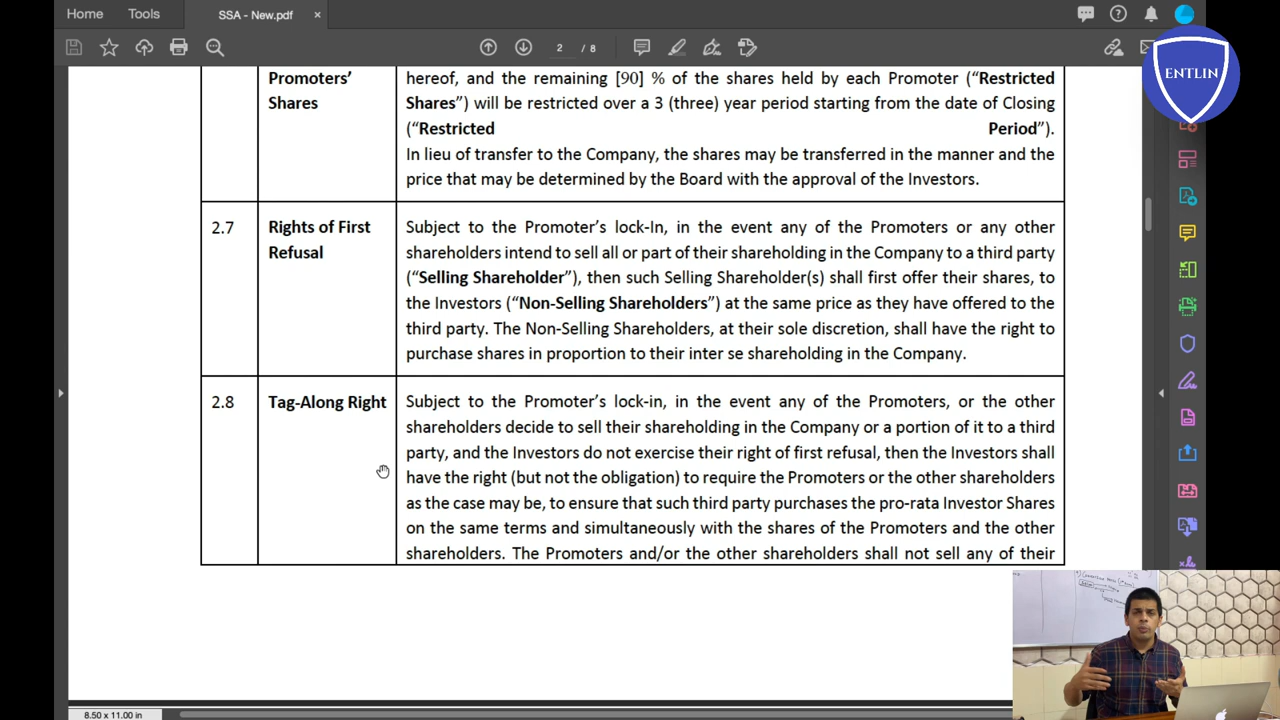 Home
Tools
SSA - New.pdf
×
2 / 8
ENTLIN
Promoters’
Shares
hereof, and the remaining [90] % of the shares held by each Promoter (“Restricted
Shares”) will be restricted over a 3 (three) year period starting from the date of Closing
(“Restricted Period”).
In lieu of transfer to the Company, the shares may be transferred in the manner and the
price that may be determined by the Board with the approval of the Investors.
2.7
Rights of First
Refusal
Subject to the Promoter’s lock-In, in the event any of the Promoters or any other
shareholders intend to sell all or part of their shareholding in the Company to a third party
(“Selling Shareholder”), then such Selling Shareholder(s) shall first offer their shares, to
the Investors (“Non-Selling Shareholders”) at the same price as they have offered to the
third party. The Non-Selling Shareholders, at their sole discretion, shall have the right to
purchase shares in proportion to their inter se shareholding in the Company.
2.8
Tag-Along Right
Subject to the Promoter’s lock-in, in the event any of the Promoters, or the other
shareholders decide to sell their shareholding in the Company or a portion of it to a third
party, and the Investors do not exercise their right of first refusal, then the Investors shall
have the right (but not the obligation) to require the Promoters or the other shareholders
as the case may be, to ensure that such third party purchases the pro-rata Investor Shares
on the same terms and simultaneously with the shares of the Promoters and the other
shareholders. The Promoters and/or the other shareholders shall not sell any of their
8.50 x 11.00 in